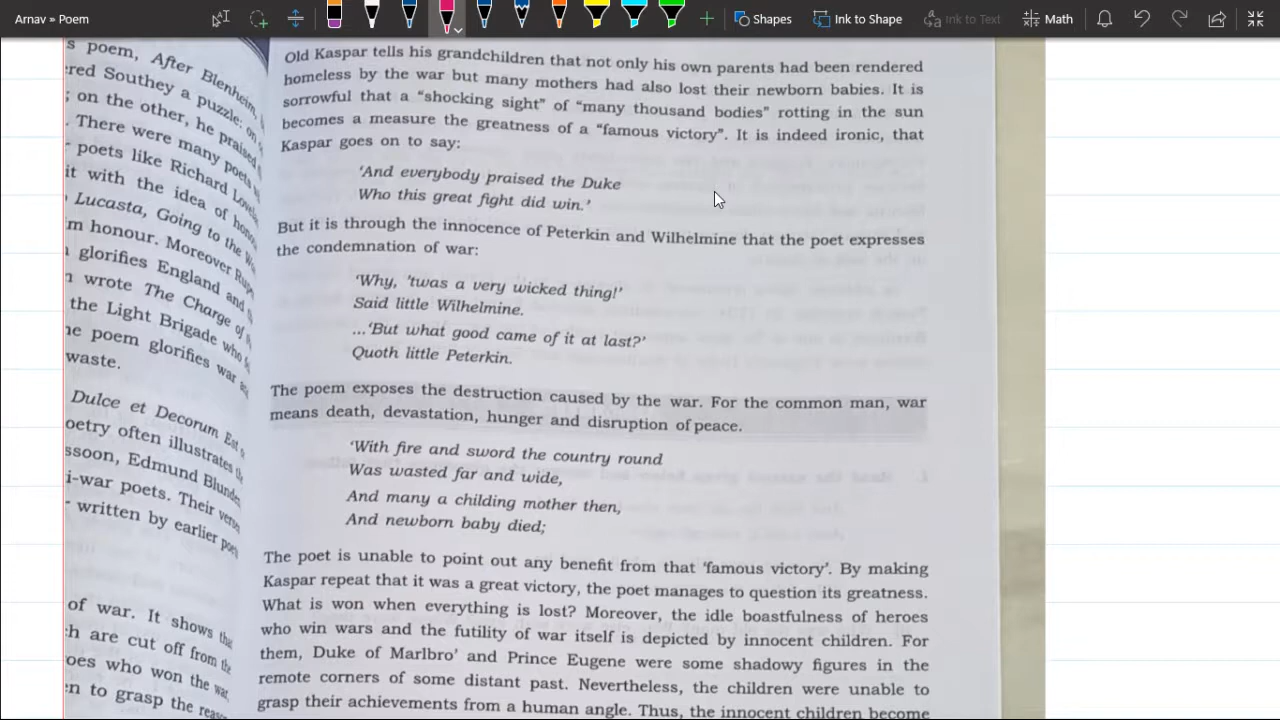 Arnav » Poem
Shapes
Ink to Shape
Ink to Text
Math
s poem, After Blenheim,
red Southey a puzzle: on
; on the other, he praised
. There were many poets
poets like Richard
it with the idea of
Lucasta, Going to the
m honour. Moreover
glorifies England and
wrote The Charge of
the Light Brigade who
e poem glorifies war
waste.
Dulce et Decorum Est
oetry often illustrates
ssoon, Edmund
i-war poets. Their verse
written by earlier
of war. It shows
h are cut off from the
oes who won the war,
n to grasp the
Old Kaspar tells his grandchildren that not only his own parents had been rendered
homeless by the war but many mothers had also lost their newborn babies. It is
sorrowful that a “shocking sight” of “many thousand bodies” rotting in the sun
becomes a measure the greatness of a “famous victory”. It is indeed ironic, that
Kaspar goes on to say:
‘And everybody praised the Duke
Who this great fight did win.’
But it is through the innocence of Peterkin and Wilhelmine that the poet expresses
the condemnation of war:
‘Why, ’twas a very wicked thing!’
Said little Wilhelmine.
...‘But what good came of it at last?’
Quoth little Peterkin.
The poem exposes the destruction caused by the war. For the common man, war
means death, devastation, hunger and disruption of peace.
‘With fire and sword the country round
Was wasted far and wide,
And many a childing mother then,
And newborn baby died;
The poet is unable to point out any benefit from that ‘famous victory’. By making
Kaspar repeat that it was a great victory, the poet manages to question its greatness.
What is won when everything is lost? Moreover, the idle boastfulness of heroes
who win wars and the futility of war itself is depicted by innocent children. For
them, Duke of Marlbro’ and Prince Eugene were some shadowy figures in the
remote corners of some distant past. Nevertheless, the children were unable to
grasp their achievements from a human angle. Thus, the innocent children become